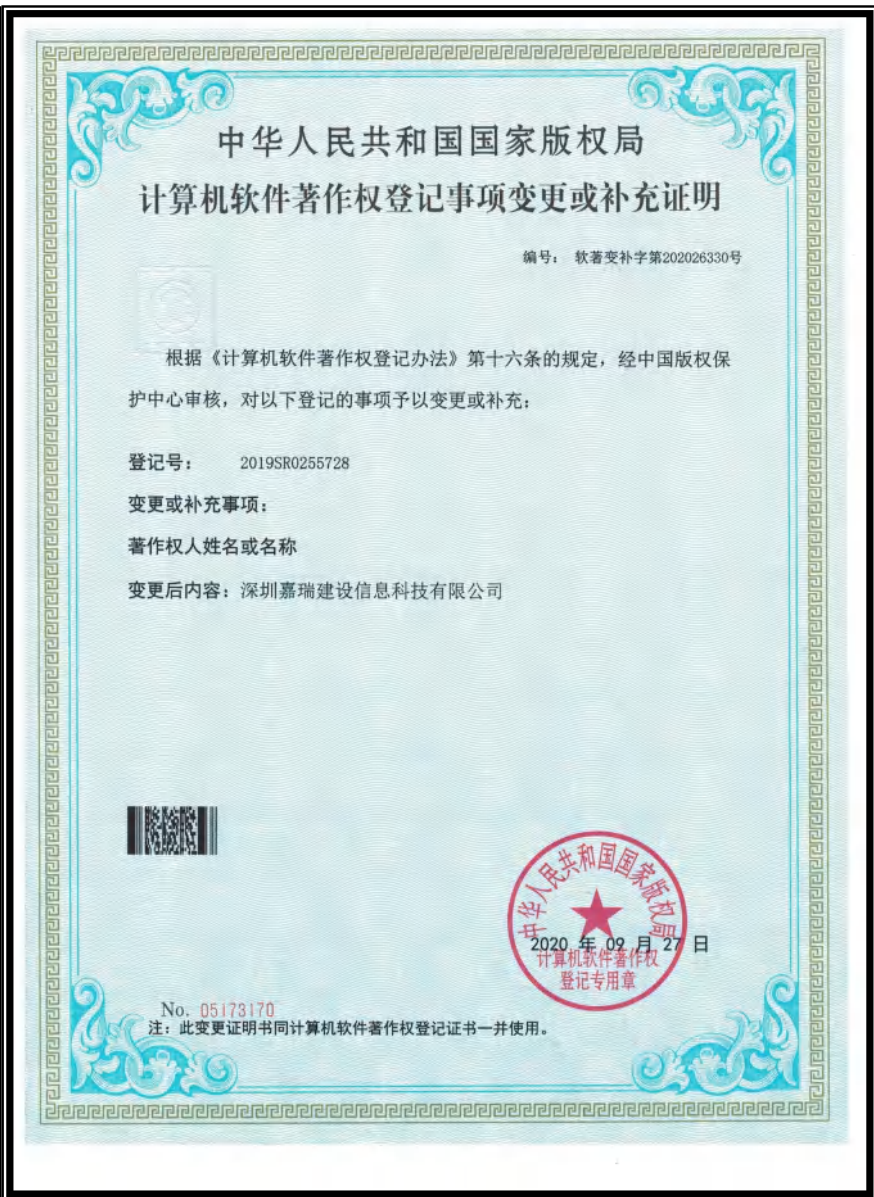 中华人民共和国国家版权局
计算机软件著作权登记事项变更或补充证明
编号： 软著变补字第202026330号
根据《计算机软件著作权登记办法》第十六条的规定，经中国版权保
护中心审核，对以下登记的事项予以变更或补充：
登记号： 2019SR0255728
变更或补充事项：
著作权人姓名或名称
变更后内容：深圳嘉瑞建设信息科技有限公司
中华人民共和国国家版权局
2020 年 09 月 27 日
计算机软件著作权
登记专用章
No. 05173170
注：此变更证明书同计算机软件著作权登记证书一并使用。